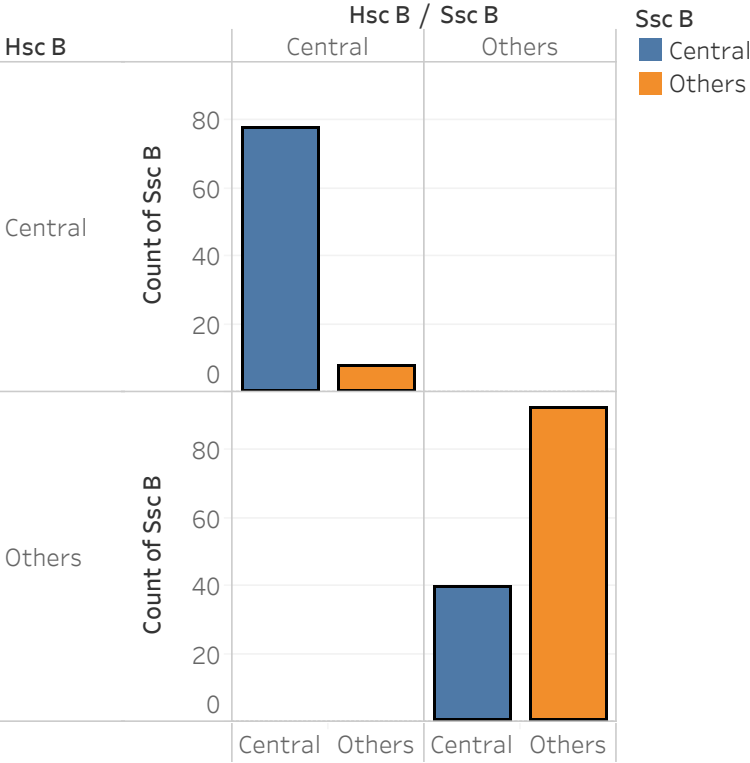 Hsc B / Ssc B
Ssc B
Hsc B
Central
Others
Central
Others
Central
Count of Ssc B
80
60
40
20
0
Others
Count of Ssc B
80
60
40
20
0
Central Others Central Others